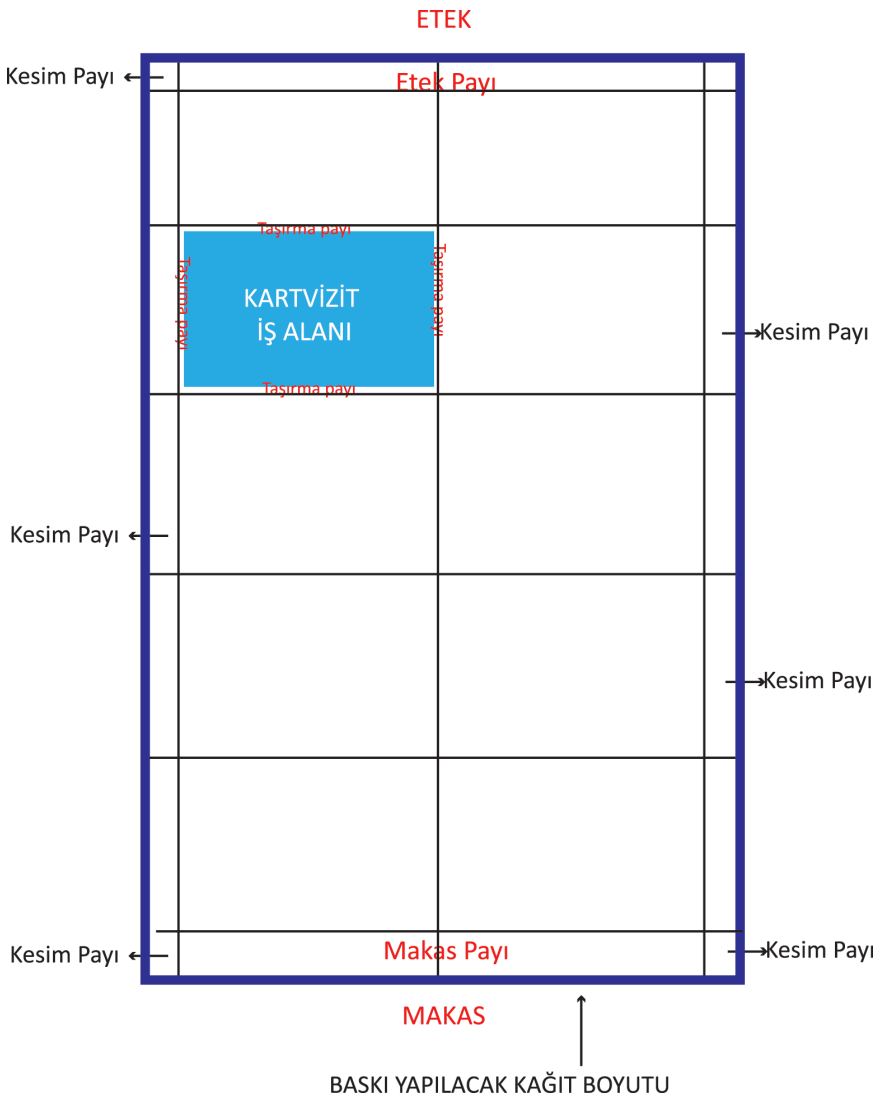 ETEK
Kesim Payı
Etek Payı
Taşırma payı
Taşırma payı
Taşırma payı
KARTVİZİT
İŞ ALANI
Kesim Payı
Taşırma payı
Kesim Payı
Kesim Payı
Kesim Payı
Makas Payı
Kesim Payı
MAKAS
BASKI YAPILACAK KAĞIT BOYUTU